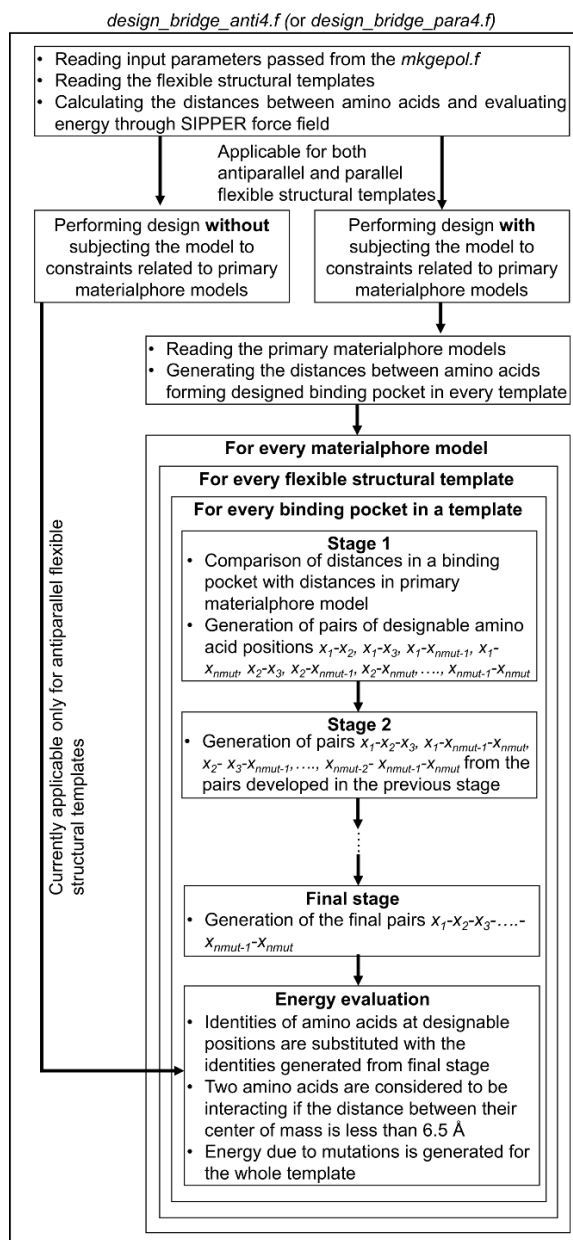 design_bridge_anti4.f (or design_bridge_para4.f)
• Reading input parameters passed from the mkgepol.f
• Reading the flexible structural templates
• Calculating the distances between amino acids and evaluating
energy through SIPPER force field
Applicable for both
antiparallel and parallel
flexible structural
templates
Performing design without
subjecting the model to
constraints related to primary
materialphore models
Performing design with
subjecting the model to
constraints related to primary
materialphore models
• Reading the primary materialphore models
• Generating the distances between amino acids
forming designed binding pocket in every template
For every materialphore model
For every flexible structural template
For every binding pocket in a template
Stage 1
• Comparison of distances in a binding
pocket with distances in primary
materialphore model
• Generation of pairs of designable amino
acid positions x1-x2, x1-x3, x1-xnmut-1, x1-
xnmut, x2-x3, x2-xnmut-1, x2-xnmut,…., xnmut-1-xnmut
Stage 2
• Generation of pairs x1-x2-x3, x1-xnmut-1-xnmut,
x2- x3-xnmut-1,…., xnmut-2- xnmut-1-xnmut from the
pairs developed in the previous stage
Final stage
• Generation of the final pairs x1-x2-x3-….-
xnmut-1-xnmut
Energy evaluation
• Identities of amino acids at designable
positions are substituted with the
identities generated from final stage
• Two amino acids are considered to be
interacting if the distance between their
center of mass is less than 6.5 Å
• Energy due to mutations is generated for
the whole template
Currently applicable only for antiparallel flexible
structural templates